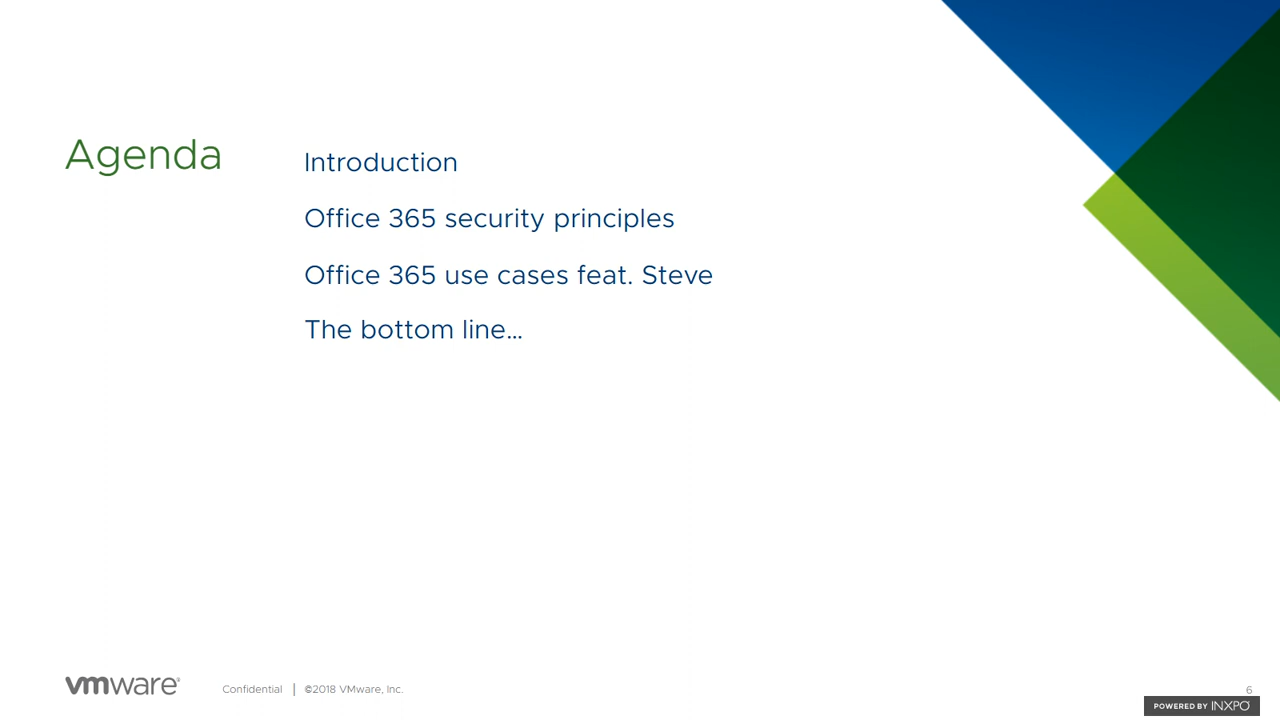 Agenda
Introduction
Office 365 security principles
Office 365 use cases feat. Steve
The bottom line...
vmware®
Confidential | ©2018 VMware, Inc.
6
POWERED BY INXPO